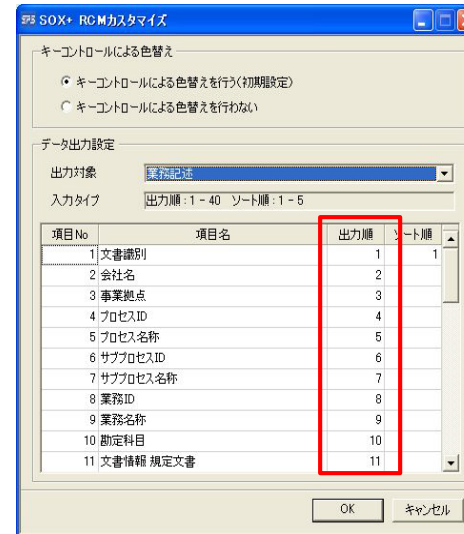 SOX+ RCMカスタマイズ
キーコントロールによる色替え
キーコントロールによる色替えを行う(初期設定)
キーコントロールによる色替えを行わない
データ出力設定
出力対象 業務記述
入力タイプ 出力順:1 - 40 ソート順:1 - 5
項目No 項目名 出力順 ソート順
1 文書識別 1 1
2 会社名 2
3 事業拠点 3
4 プロセスID 4
5 プロセス名称 5
6 サブプロセスID 6
7 サブプロセス名称 7
8 業務ID 8
9 業務名称 9
10 勘定科目 10
11 文書情報 規定文書 11
OK キャンセル